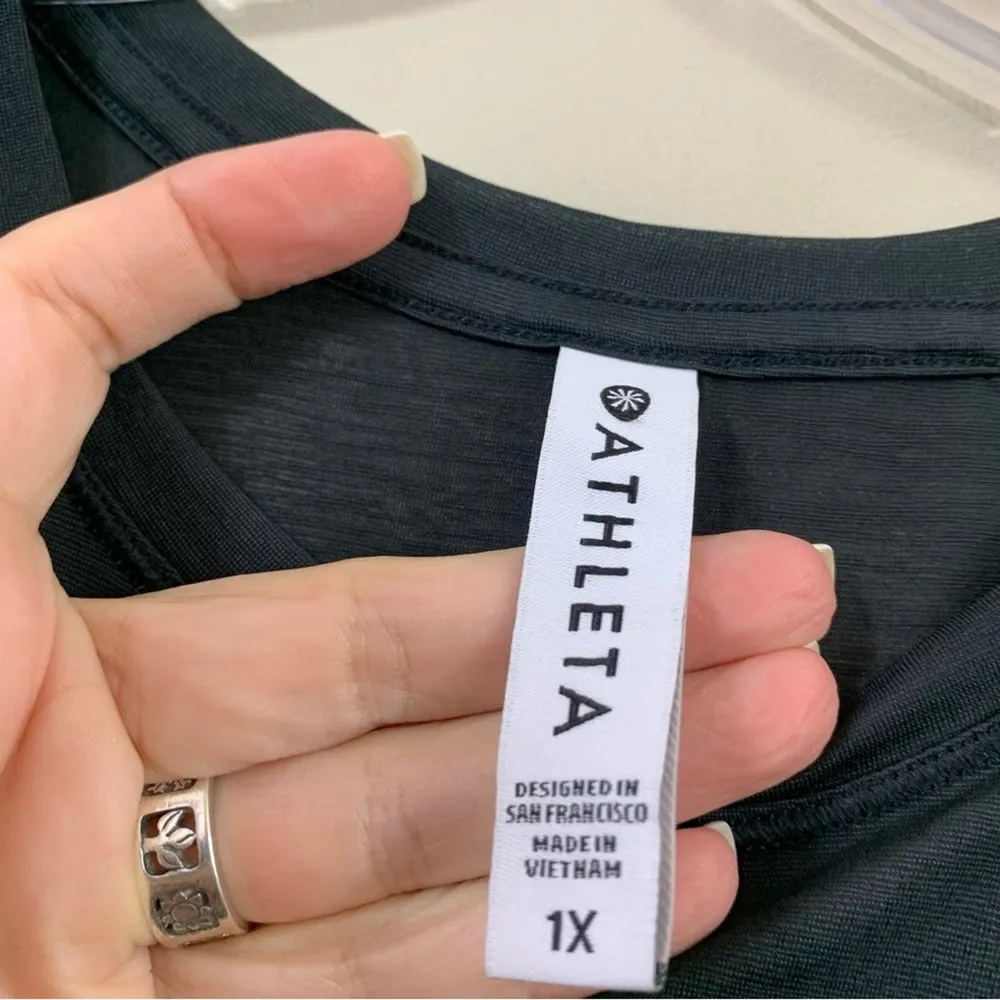 ATHLETA
DESIGNED IN
SAN FRANCISCO
MADE IN
VIETNAM
1X